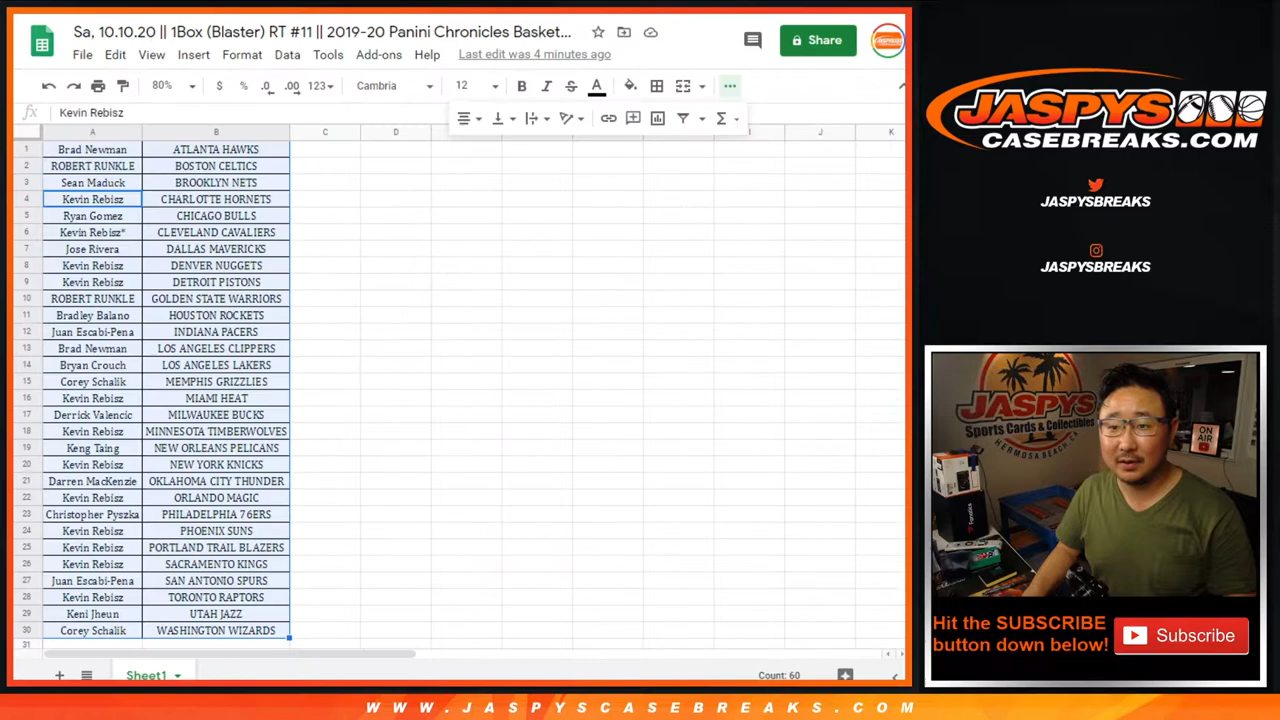 Sa, 10.10.20 || 1Box (Blaster) RT #11 || 2019-20 Panini Chronicles Basket...
Share
File Edit View Insert Format Data Tools Add-ons Help Last edit was 4 minutes ago
80% $ % .0 .00 123 Cambria 12 B I S A
fx Kevin Rebisz
A B C D J K
1 Brad Newman ATLANTA HAWKS
2 ROBERT RUNKLE BOSTON CELTICS
3 Sean Maduck BROOKLYN NETS
4 Kevin Rebisz CHARLOTTE HORNETS
5 Ryan Gomez CHICAGO BULLS
6 Kevin Rebisz* CLEVELAND CAVALIERS
7 Jose Rivera DALLAS MAVERICKS
8 Kevin Rebisz DENVER NUGGETS
9 Kevin Rebisz DETROIT PISTONS
10 ROBERT RUNKLE GOLDEN STATE WARRIORS
11 Bradley Balano HOUSTON ROCKETS
12 Juan Escabi-Pena INDIANA PACERS
13 Brad Newman LOS ANGELES CLIPPERS
14 Bryan Crouch LOS ANGELES LAKERS
15 Corey Schalik MEMPHIS GRIZZLIES
16 Kevin Rebisz MIAMI HEAT
17 Derrick Valencic MILWAUKEE BUCKS
18 Kevin Rebisz MINNESOTA TIMBERWOLVES
19 Keng Taing NEW ORLEANS PELICANS
20 Kevin Rebisz NEW YORK KNICKS
21 Darren MacKenzie OKLAHOMA CITY THUNDER
22 Kevin Rebisz ORLANDO MAGIC
23 Christopher Pyszka PHILADELPHIA 76ERS
24 Kevin Rebisz PHOENIX SUNS
25 Kevin Rebisz PORTLAND TRAIL BLAZERS
26 Kevin Rebisz SACRAMENTO KINGS
27 Juan Escabi-Pena SAN ANTONIO SPURS
28 Kevin Rebisz TORONTO RAPTORS
29 Keni Jheun UTAH JAZZ
30 Corey Schalik WASHINGTON WIZARDS
31
Sheet1
Count: 60
JASPYS
CASEBREAKS.COM
JASPYSBREAKS
JASPYSBREAKS
JASPYS
Sports Cards & Collectibles
HERMOSA BEACH, CA
ON AIR
Fanatics
Hit the SUBSCRIBE
button down below!
Subscribe
WWW.JASPYSCASEBREAKS.COM